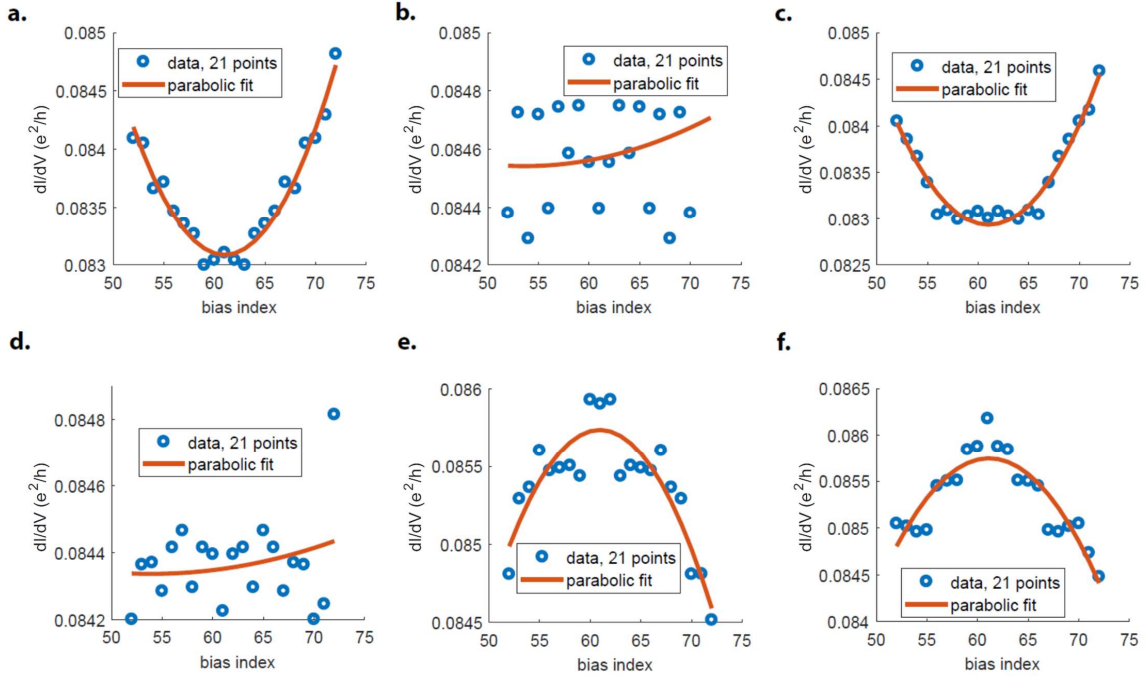 a.
0.085
0.0845
0.084
0.0835
0.083
dI/dV (e²/h)
data, 21 points
parabolic fit
50 55 60 65 70 75
bias index
b.
0.085
0.0848
0.0846
0.0844
0.0842
dI/dV (e²/h)
data, 21 points
parabolic fit
50 55 60 65 70 75
bias index
c.
0.085
0.0845
0.084
0.0835
0.083
0.0825
dI/dV (e²/h)
data, 21 points
parabolic fit
50 55 60 65 70 75
bias index
d.
0.0848
0.0846
0.0844
0.0842
dI/dV (e²/h)
data, 21 points
parabolic fit
50 55 60 65 70 75
bias index
e.
0.086
0.0855
0.085
0.0845
dI/dV (e²/h)
data, 21 points
parabolic fit
50 55 60 65 70 75
bias index
f.
0.0865
0.086
0.0855
0.085
0.0845
0.084
dI/dV (e²/h)
data, 21 points
parabolic fit
50 55 60 65 70 75
bias index